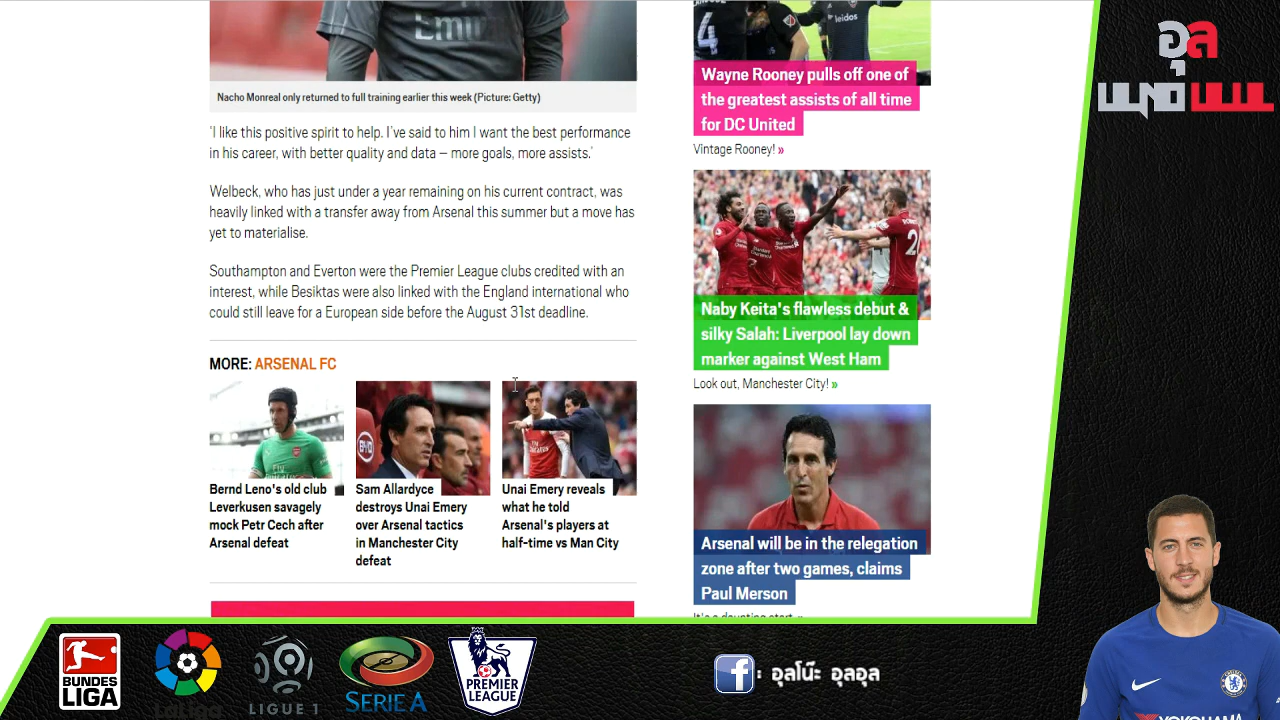 Emi
Nacho Monreal only returned to full training earlier this week (Picture: Getty)
'I like this positive spirit to help. I've said to him I want the best performance
in his career, with better quality and data – more goals, more assists.'
Welbeck, who has just under a year remaining on his current contract, was
heavily linked with a transfer away from Arsenal this summer but a move has
yet to materialise.
Southampton and Everton were the Premier League clubs credited with an
interest, while Besiktas were also linked with the England international who
could still leave for a European side before the August 31st deadline.
MORE: ARSENAL FC
BYD
Bernd Leno's old club
Leverkusen savagely
mock Petr Cech after
Arsenal defeat
Sam Allardyce
destroys Unai Emery
over Arsenal tactics
in Manchester City
defeat
Unai Emery reveals
what he told
Arsenal's players at
half-time vs Man City
4
leidos
Wayne Rooney pulls off one of
the greatest assists of all time
for DC United
Vintage Rooney! »
2
Naby Keita's flawless debut &
silky Salah: Liverpool lay down
marker against West Ham
Look out, Manchester City! »
Arsenal will be in the relegation
zone after two games, claims
Paul Merson
It's a daunting start »
อุล
BUNDES
LIGA
LaLiga
LIGUE 1
SERIE A
PREMIER
LEAGUE
f : อุลโน๊ะ อุลอุล
YOKOHAMA